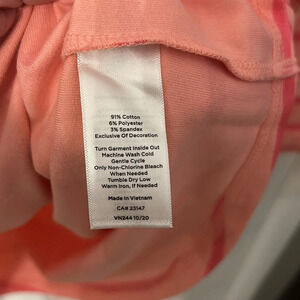 91% Cotton
6% Polyester
3% Spandex
Exclusive Of Decoration
Turn Garment Inside Out
Machine Wash Cold
Gentle Cycle
Only Non-Chlorine Bleach
When Needed
Tumble Dry Low
Warm Iron, If Needed
Made In Vietnam
CA# 23147
VN244 10/20